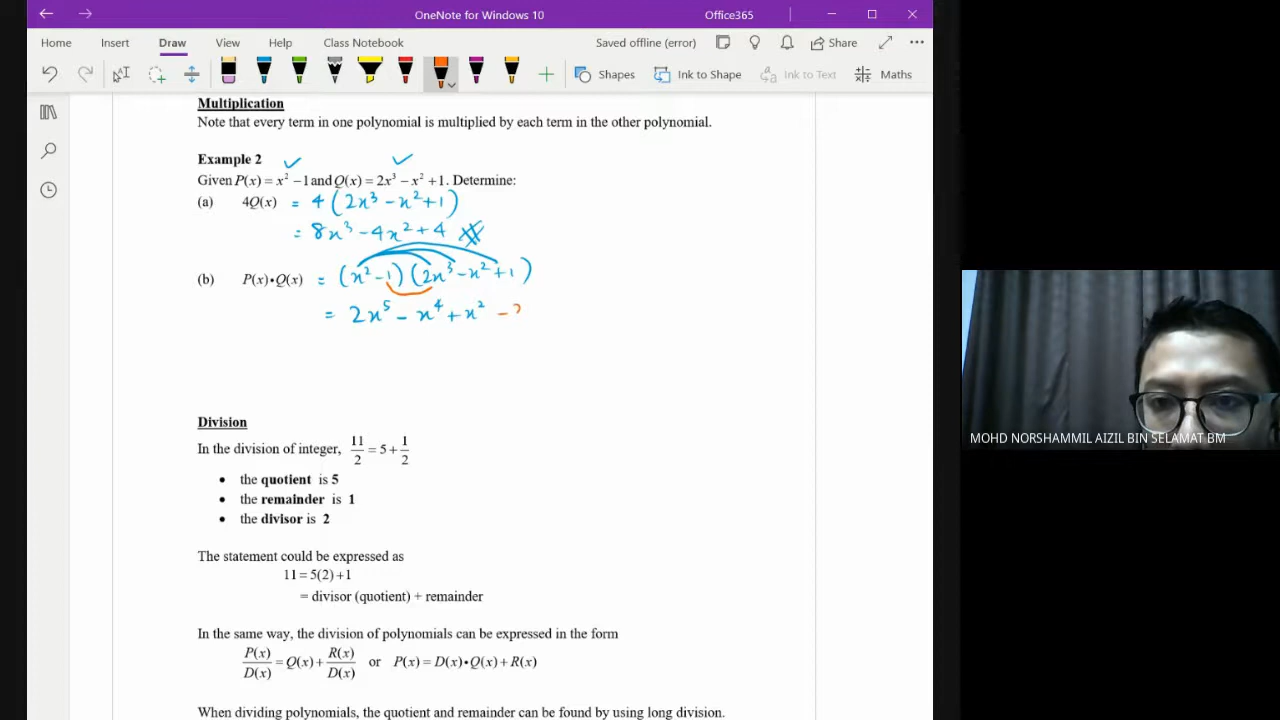 OneNote for Windows 10
Office365
Home Insert Draw View Help Class Notebook
Saved offline (error)
Share
Shapes Ink to Shape Ink to Text Maths
Multiplication
Note that every term in one polynomial is multiplied by each term in the other polynomial.
Example 2
Given P(x) = x² − 1 and Q(x) = 2x³ − x² + 1. Determine:
(a) 4Q(x) = 4(2x³ − x² + 1)
= 8x³ − 4x² + 4
(b) P(x)•Q(x) = (x² − 1)(2x³ − x² + 1)
= 2x⁵ − x⁴ + x² −
Division
In the division of integer, 11/2 = 5 + 1/2
• the quotient is 5
• the remainder is 1
• the divisor is 2
The statement could be expressed as
11 = 5(2) + 1
= divisor (quotient) + remainder
In the same way, the division of polynomials can be expressed in the form
P(x)/D(x) = Q(x) + R(x)/D(x) or P(x) = D(x)•Q(x) + R(x)
When dividing polynomials, the quotient and remainder can be found by using long division.
MOHD NORSHAMMIL AIZIL BIN SELAMAT BM